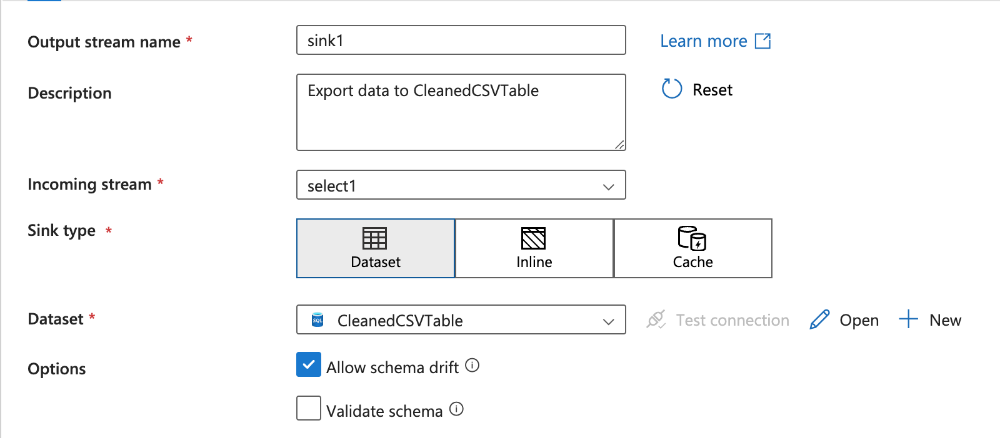 Output stream name *
sink1
Learn more
Description
Export data to CleanedCSVTable
Reset
Incoming stream *
select1
Sink type *
Dataset
Inline
Cache
Dataset *
SQL
CleanedCSVTable
Test connection
Open
New
Options
Allow schema drift
Validate schema